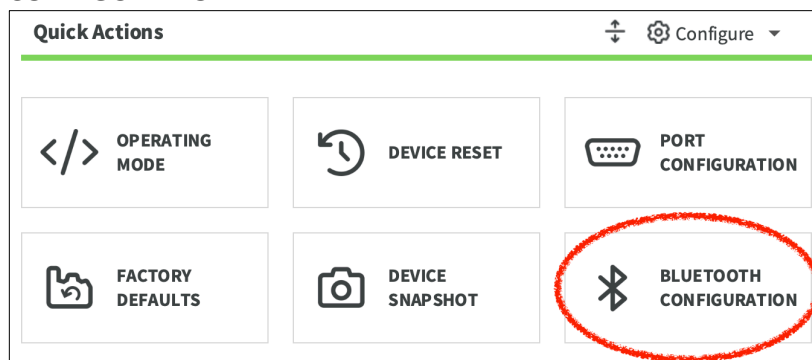 Quick Actions
Configure
OPERATING
MODE
DEVICE RESET
PORT
CONFIGURATION
FACTORY
DEFAULTS
DEVICE
SNAPSHOT
BLUETOOTH
CONFIGURATION